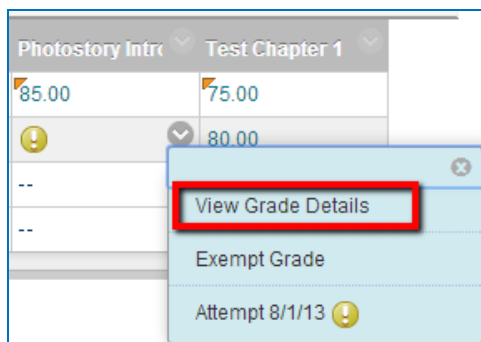 Photostory Intro Test Chapter 1
85.00 75.00
80.00
--
View Grade Details
--
Exempt Grade
Attempt 8/1/13